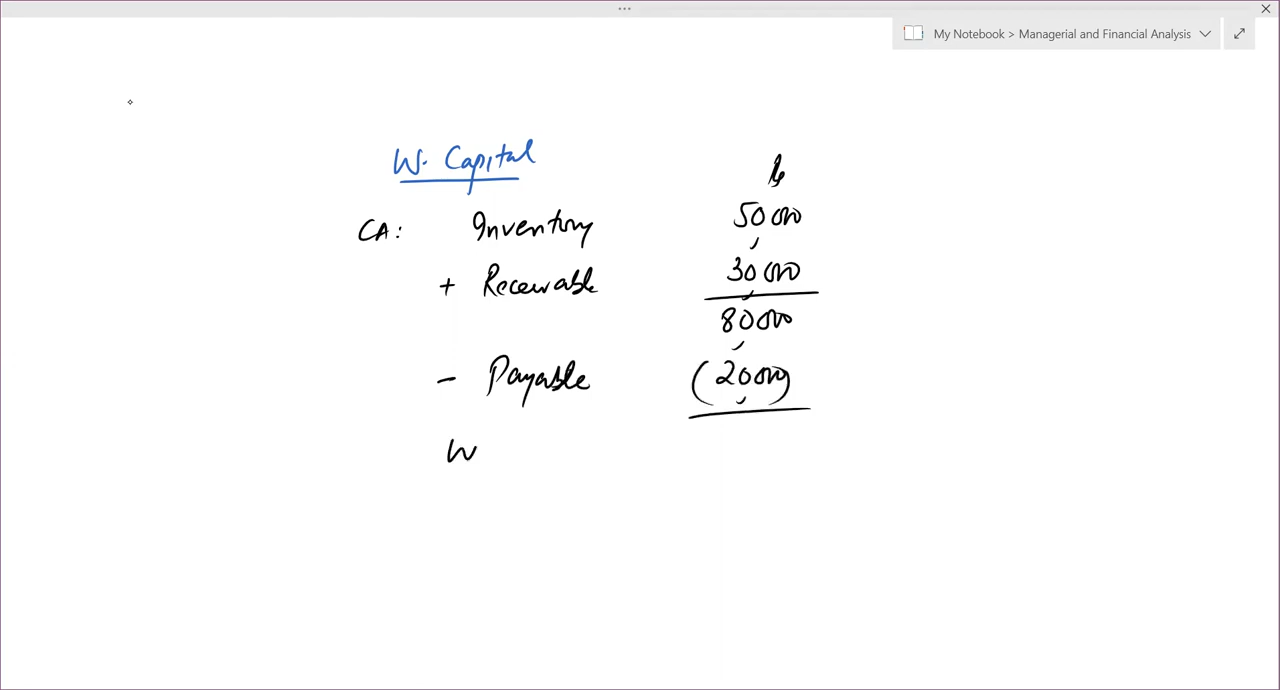 My Notebook > Managerial and Financial Analysis
W. Capital
CA: Inventory 50,000
+ Receivable 30,000
80,000
- Payable (20,000)
W